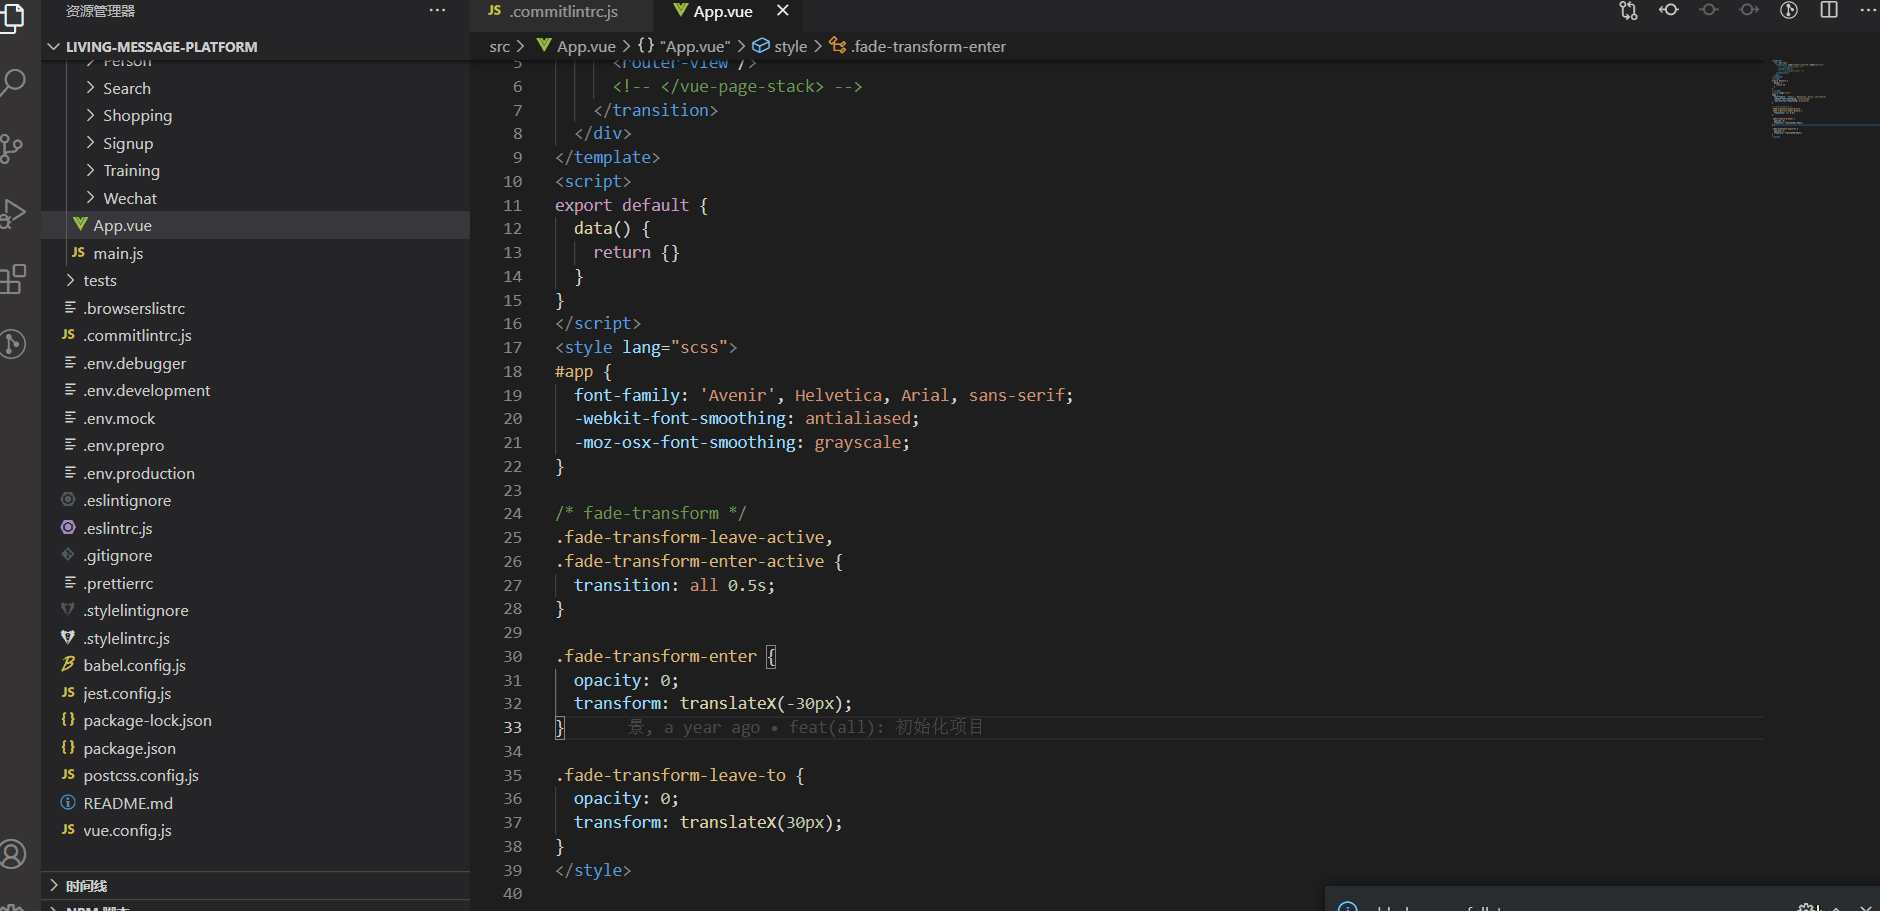 资源管理器
LIVING-MESSAGE-PLATFORM
Person
Search
Shopping
Signup
Training
Wechat
App.vue
JS main.js
tests
.browserslistrc
JS .commitlintrc.js
.env.debugger
.env.development
.env.mock
.env.prepro
.env.production
.eslintignore
.eslintrc.js
.gitignore
.prettierrc
.stylelintignore
.stylelintrc.js
babel.config.js
JS jest.config.js
{} package-lock.json
{} package.json
JS postcss.config.js
README.md
JS vue.config.js
时间线
NPM 脚本
JS .commitlintrc.js
App.vue
src > App.vue > {} "App.vue" > style > .fade-transform-enter
5 <router-view />
6 <!-- </vue-page-stack> -->
7 </transition>
8 </div>
9 </template>
10 <script>
11 export default {
12 data() {
13 return {}
14 }
15 }
16 </script>
17 <style lang="scss">
18 #app {
19 font-family: 'Avenir', Helvetica, Arial, sans-serif;
20 -webkit-font-smoothing: antialiased;
21 -moz-osx-font-smoothing: grayscale;
22 }
23
24 /* fade-transform */
25 .fade-transform-leave-active,
26 .fade-transform-enter-active {
27 transition: all 0.5s;
28 }
29
30 .fade-transform-enter {
31 opacity: 0;
32 transform: translateX(-30px);
33 } 景, a year ago • feat(all): 初始化项目
34
35 .fade-transform-leave-to {
36 opacity: 0;
37 transform: translateX(30px);
38 }
39 </style>
40